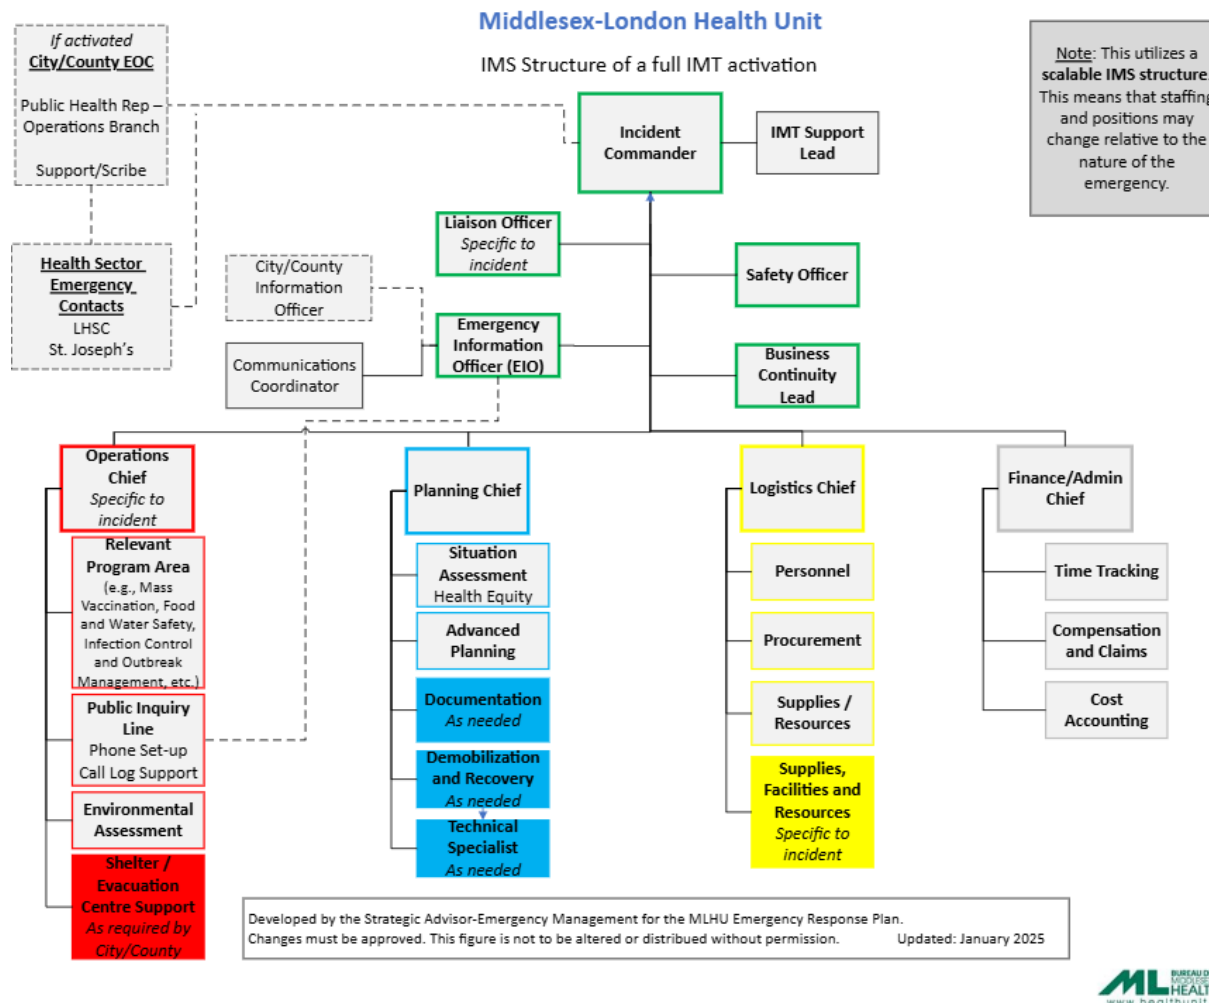 Middlesex-London Health Unit
IMS Structure of a full IMT activation
If activated
City/County EOC
Public Health Rep –
Operations Branch
Support/Scribe
Health Sector
Emergency
Contacts
LHSC
St. Joseph's
Note: This utilizes a
scalable IMS structure.
This means that staffing
and positions may
change relative to the
nature of the
emergency.
Incident
Commander
IMT Support
Lead
Liaison Officer
Specific to
incident
Safety Officer
City/County
Information
Officer
Emergency
Information
Officer (EIO)
Communications
Coordinator
Business
Continuity
Lead
Operations
Chief
Specific to
incident
Relevant
Program Area
(e.g., Mass
Vaccination, Food
and Water Safety,
Infection Control
and Outbreak
Management, etc.)
Public Inquiry
Line
Phone Set-up
Call Log Support
Environmental
Assessment
Shelter /
Evacuation
Centre Support
As required by
City/County
Planning Chief
Situation
Assessment
Health Equity
Advanced
Planning
Documentation
As needed
Demobilization
and Recovery
As needed
Technical
Specialist
As needed
Logistics Chief
Personnel
Procurement
Supplies /
Resources
Supplies,
Facilities and
Resources
Specific to
incident
Finance/Admin
Chief
Time Tracking
Compensation
and Claims
Cost
Accounting
Developed by the Strategic Advisor-Emergency Management for the MLHU Emergency Response Plan.
Changes must be approved. This figure is not to be altered or distribued without permission. Updated: January 2025
ML
BUREAU D
MIDDLESE
HEALT
www.healthunit